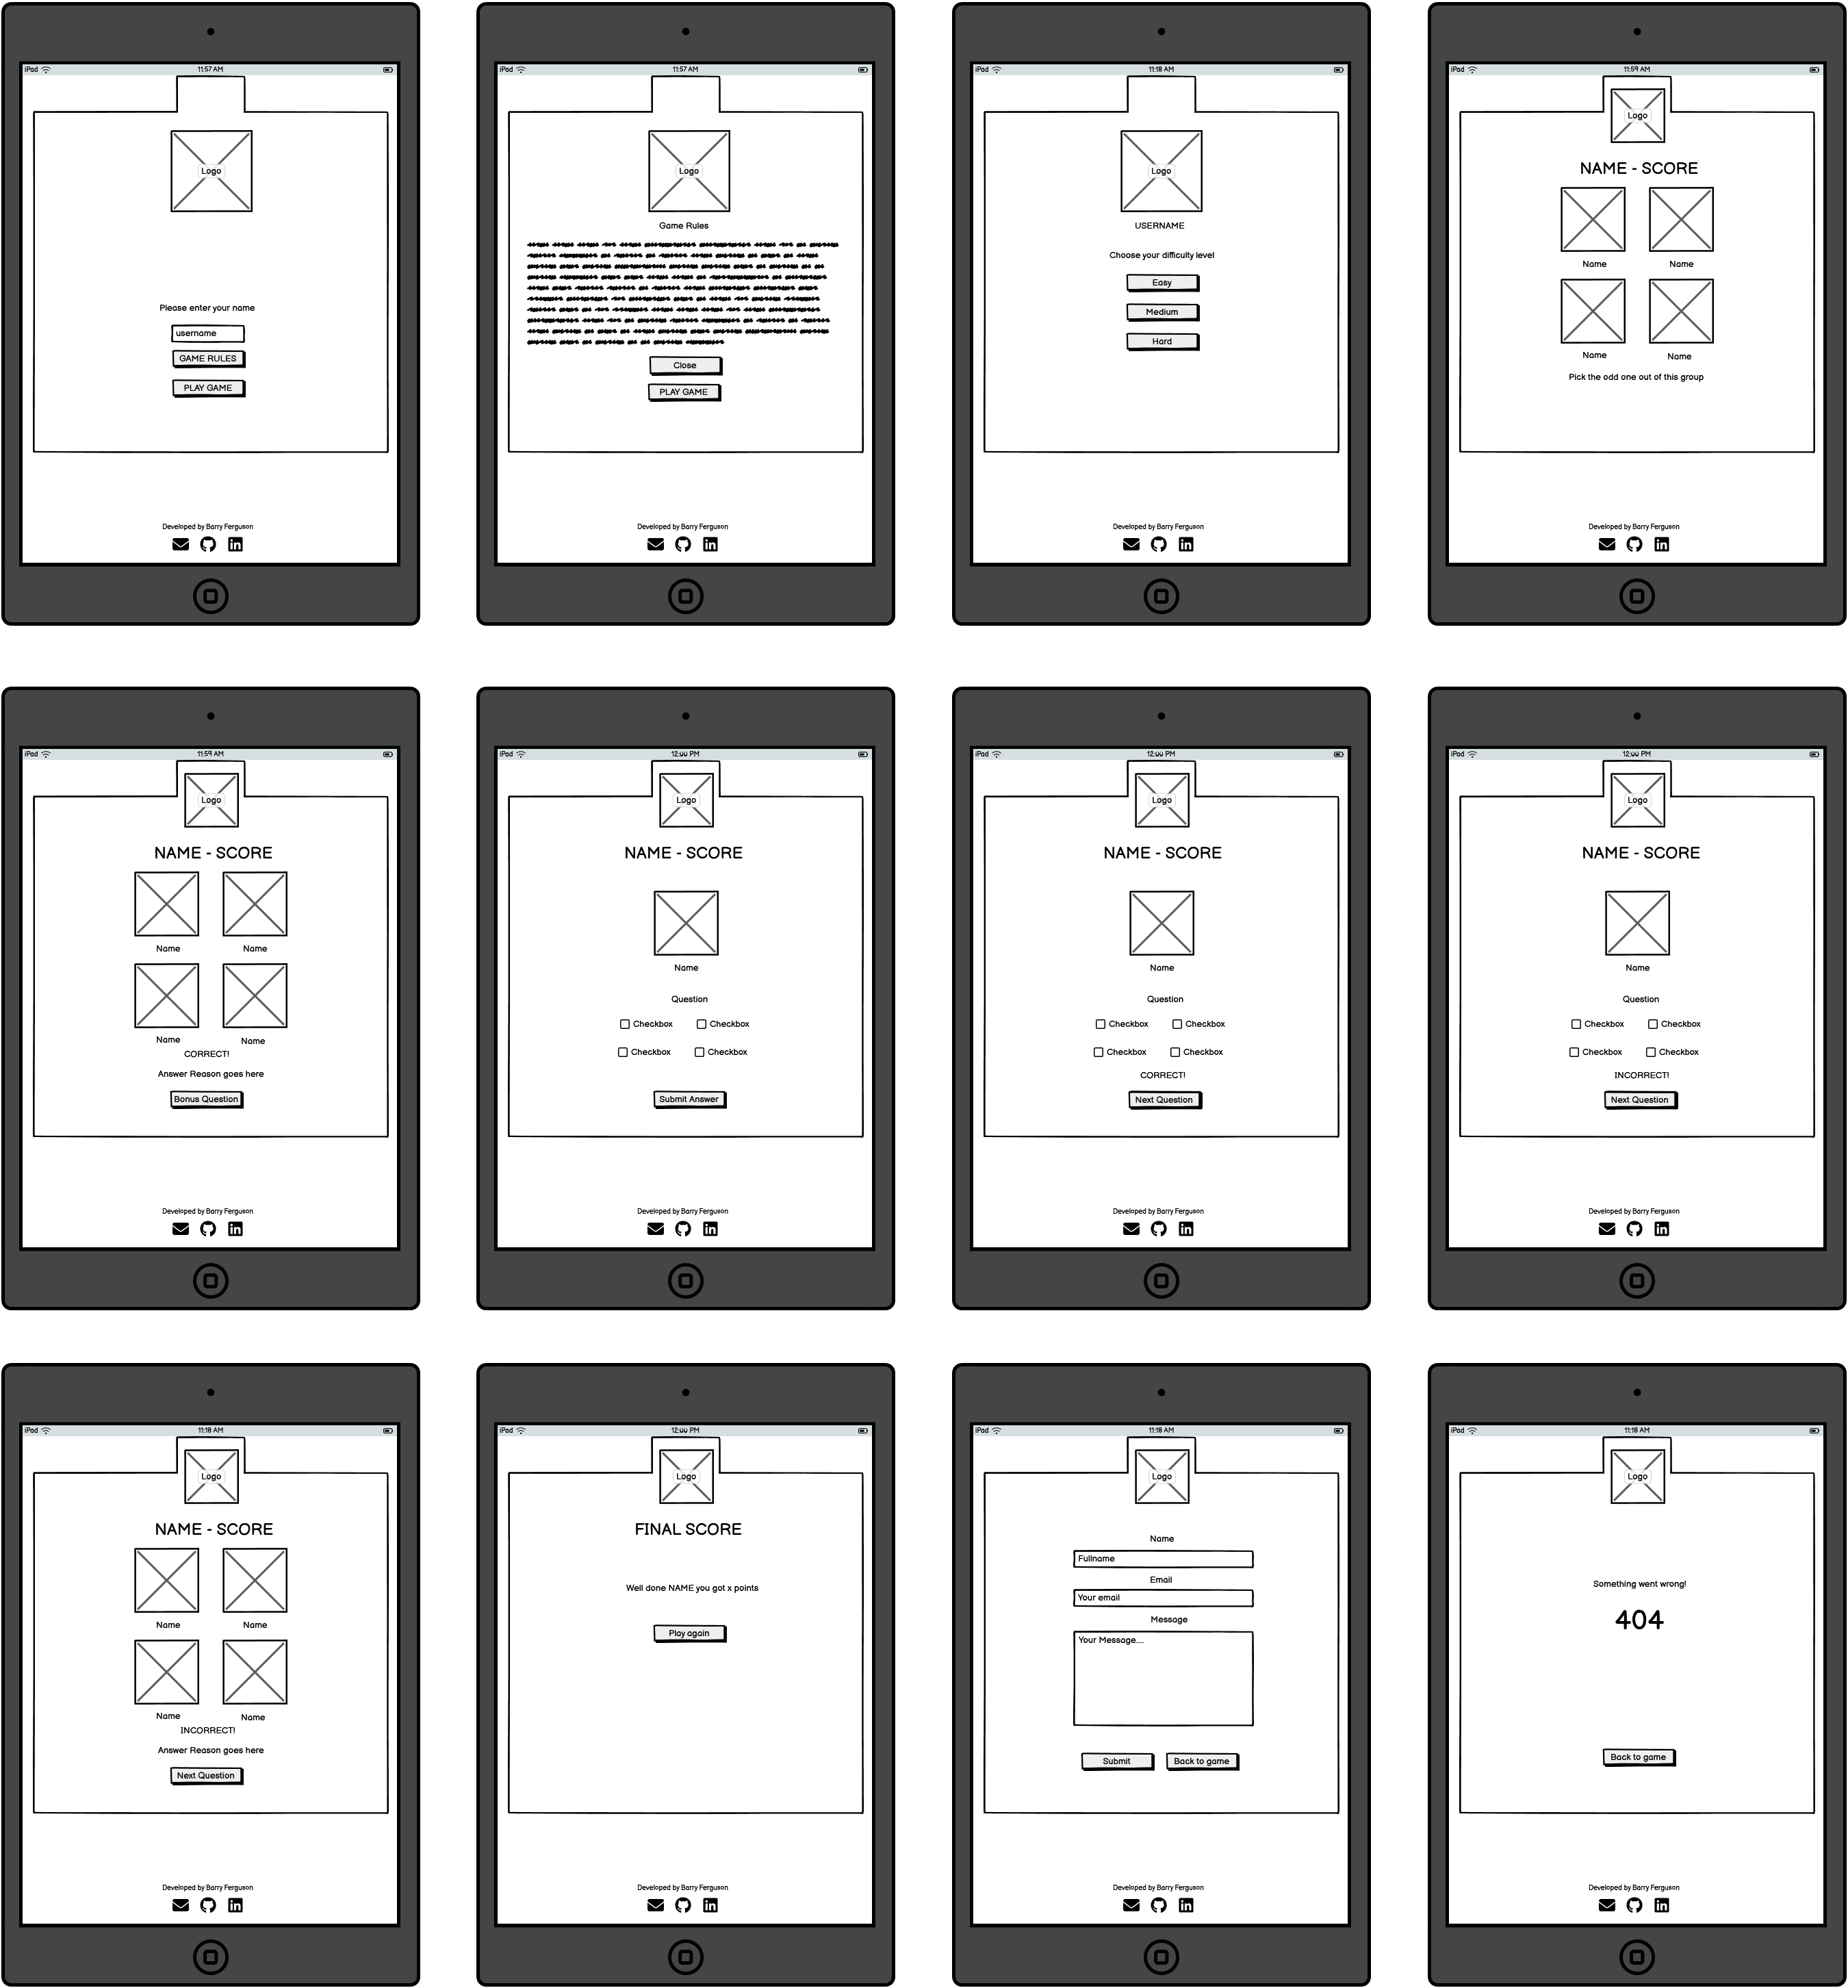 iPad 11:57 AM
Logo
Please enter your name
username
GAME RULES
PLAY GAME
Developed by Barry Ferguson
iPad 11:57 AM
Logo
Game Rules
Close
PLAY GAME
Developed by Barry Ferguson
iPad 11:18 AM
Logo
USERNAME
Choose your difficulty level
Easy
Medium
Hard
Developed by Barry Ferguson
iPad 11:59 AM
Logo
NAME - SCORE
Name Name
Name Name
Pick the odd one out of this group
Developed by Barry Ferguson
iPad 11:59 AM
Logo
NAME - SCORE
Name Name
Name Name
CORRECT!
Answer Reason goes here
Bonus Question
Developed by Barry Ferguson
iPad 12:00 PM
Logo
NAME - SCORE
Name
Question
Checkbox Checkbox
Checkbox Checkbox
Submit Answer
Developed by Barry Ferguson
iPad 12:00 PM
Logo
NAME - SCORE
Name
Question
Checkbox Checkbox
Checkbox Checkbox
CORRECT!
Next Question
Developed by Barry Ferguson
iPad 12:00 PM
Logo
NAME - SCORE
Name
Question
Checkbox Checkbox
Checkbox Checkbox
INCORRECT!
Next Question
Developed by Barry Ferguson
iPad 11:18 AM
Logo
NAME - SCORE
Name Name
Name Name
INCORRECT!
Answer Reason goes here
Next Question
Developed by Barry Ferguson
iPad 12:00 PM
Logo
FINAL SCORE
Well done NAME you got x points
Play again
Developed by Barry Ferguson
iPad 11:18 AM
Logo
Name
Fullname
Email
Your email
Message
Your Message....
Submit Back to game
Developed by Barry Ferguson
iPad 11:18 AM
Logo
Something went wrong!
404
Back to game
Developed by Barry Ferguson